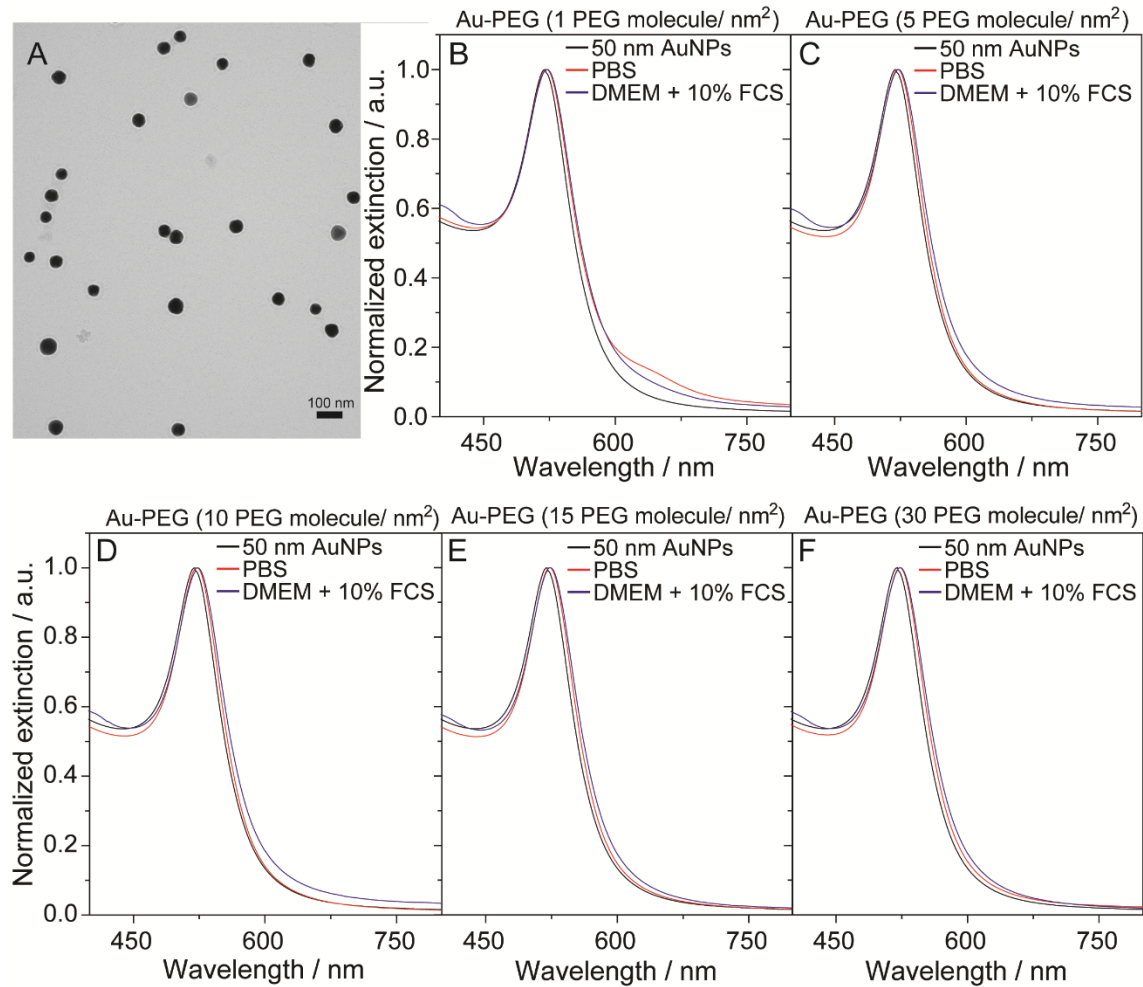 A
100 nm
Au-PEG (1 PEG molecule/ nm²)
B
50 nm AuNPs
PBS
DMEM + 10% FCS
Normalized extinction / a.u.
1.0
0.8
0.6
0.4
0.2
0.0
450
600
750
Wavelength / nm
Au-PEG (5 PEG molecule/ nm²)
C
50 nm AuNPs
PBS
DMEM + 10% FCS
450
600
750
Wavelength / nm
Au-PEG (10 PEG molecule/ nm²)
D
50 nm AuNPs
PBS
DMEM + 10% FCS
Normalized extinction / a.u.
1.0
0.8
0.6
0.4
0.2
0.0
450
600
750
Wavelength / nm
Au-PEG (15 PEG molecule/ nm²)
E
50 nm AuNPs
PBS
DMEM + 10% FCS
450
600
750
Wavelength / nm
Au-PEG (30 PEG molecule/ nm²)
F
50 nm AuNPs
PBS
DMEM + 10% FCS
450
600
750
Wavelength / nm